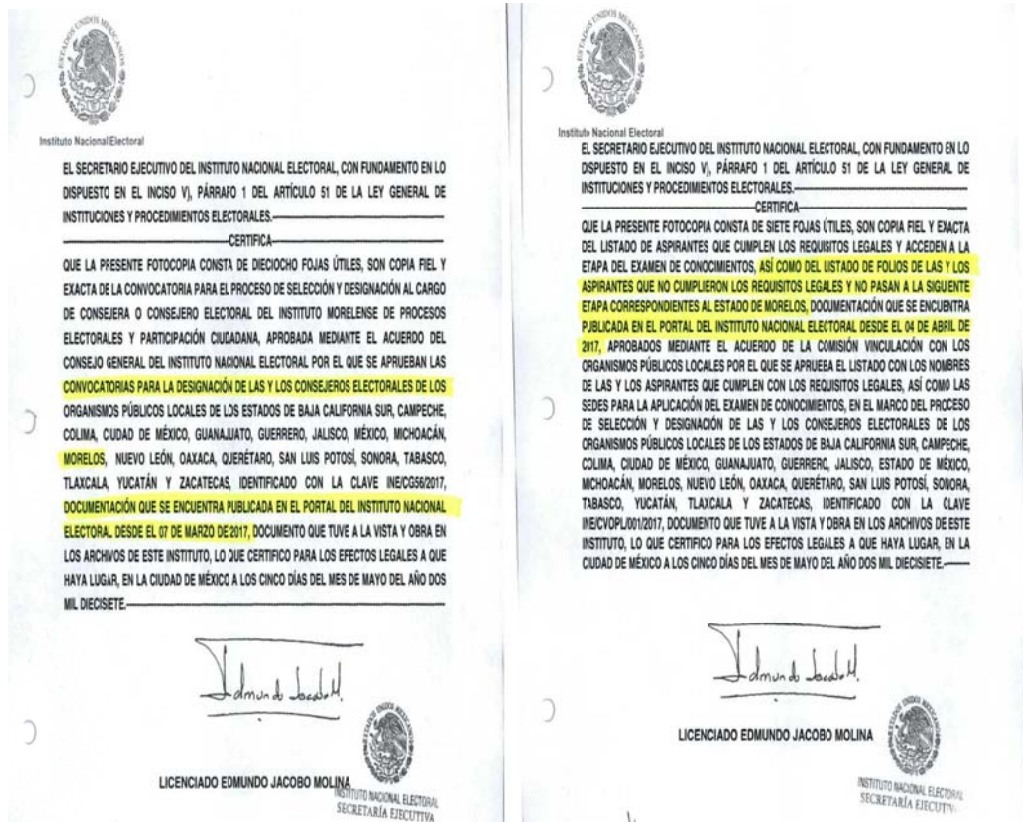 ESTADOS UNIDOS MEXICANOS
Instituto Nacional Electoral
EL SECRETARIO EJECUTIVO DEL INSTITUTO NACIONAL ELECTORAL, CON FUNDAMENTO EN LO
DISPUESTO EN EL INCISO V), PÁRRAFO 1 DEL ARTÍCULO 51 DE LA LEY GENERAL DE
INSTITUCIONES Y PROCEDIMIENTOS ELECTORALES.
CERTIFICA
QUE LA PRESENTE FOTOCOPIA CONSTA DE DIECIOCHO FOJAS ÚTILES, SON COPIA FIEL Y
EXACTA DE LA CONVOCATORIA PARA EL PROCESO DE SELECCIÓN Y DESIGNACIÓN AL CARGO
DE CONSEJERA O CONSEJERO ELECTORAL DEL INSTITUTO MORELENSE DE PROCESOS
ELECTORALES Y PARTICIPACIÓN CIUDADANA, APROBADA MEDIANTE EL ACUERDO DEL
CONSEJO GENERAL DEL INSTITUTO NACIONAL ELECTORAL POR EL QUE SE APRUEBAN LAS
CONVOCATORIAS PARA LA DESIGNACIÓN DE LAS Y LOS CONSEJEROS ELECTORALES DE LOS
ORGANISMOS PÚBLICOS LOCALES DE LOS ESTADOS DE BAJA CALIFORNIA SUR, CAMPECHE,
COLIMA, CUDAD DE MÉXICO, GUANAJUATO, GUERRERO, JALISCO, MÉXICO, MICHOACÁN,
MORELOS, NUEVO LEÓN, OAXACA, QUERÉTARO, SAN LUIS POTOSÍ, SONORA, TABASCO,
TLAXCALA, YUCATÁN Y ZACATECAS, IDENTIFICADO CON LA CLAVE INE/CG56/2017,
DOCUMENTACIÓN QUE SE ENCUENTRA PUBLICADA EN EL PORTAL DEL INSTITUTO NACIONAL
ELECTORA. DESDE EL 07 DE MARZO DE 2017, DOCUMENTO QUE TUVE A LA VISTA Y OBRA EN
LOS ARCHIVOS DE ESTE INSTITUTO, LO QUE CERTIFICO PARA LOS EFECTOS LEGALES A QUE
HAYA LUGAR, EN LA CIUDAD DE MÉXICO A LOS CINCO DÍAS DEL MES DE MAYO DEL AÑO DOS
MIL DIECISETE.
Edmundo Jacobo M.
LICENCIADO EDMUNDO JACOBO MOLINA
INSTITUTO NACIONAL ELECTORAL
SECRETARÍA EJECUTIVA
ESTADOS UNIDOS MEXICANOS
Instituto Nacional Electoral
EL SECRETARIO EJECUTIVO DEL INSTITUTO NACIONAL ELECTORAL, CON FUNDAMENTO EN LO
DISPUESTO EN EL INCISO V), PÁRRAFO 1 DEL ARTÍCULO 51 DE LA LEY GENERAL DE
INSTITUCIONES Y PROCEDIMIENTOS ELECTORALES.
CERTIFICA
QUE LA PRESENTE FOTOCOPIA CONSTA DE SIETE FOJAS ÚTILES, SON COPIA FIEL Y EXACTA
DEL LISTADO DE ASPIRANTES QUE CUMPLEN LOS REQUISITOS LEGALES Y ACCEDEN A LA
ETAPA DEL EXAMEN DE CONOCIMIENTOS, ASÍ COMO DEL LISTADO DE FOLIOS DE LAS Y LOS
ASPIRANTES QUE NO CUMPLIERON LOS REQUISITOS LEGALES Y NO PASAN A LA SIGUIENTE
ETAPA CORRESPONDIENTES AL ESTADO DE MORELOS, DOCUMENTACIÓN QUE SE ENCUENTRA
PUBLICADA EN EL PORTAL DEL INSTITUTO NACIONAL ELECTORAL DESDE EL 04 DE ABRIL DE
2017, APROBADOS MEDIANTE EL ACUERDO DE LA COMISIÓN VINCULACIÓN CON LOS
ORGANISMOS PÚBLICOS LOCALES POR EL QUE SE APRUEBA EL LISTADO CON LOS NOMBRES
DE LAS Y LOS ASPIRANTES QUE CUMPLEN CON LOS REQUISITOS LEGALES, ASÍ COMO LAS
SEDES PARA LA APLICACIÓN DEL EXAMEN DE CONOCIMIENTOS, EN EL MARCO DEL PROCESO
DE SELECCIÓN Y DESIGNACIÓN DE LAS Y LOS CONSEJEROS ELECTORALES DE LOS
ORGANISMOS PÚBLICOS LOCALES DE LOS ESTADOS DE BAJA CALIFORNIA SUR, CAMPECHE,
COLIMA, CIUDAD DE MÉXICO, GUANAJUATO, GUERRERO, JALISCO, ESTADO DE MÉXICO,
MICHOACÁN, MORELOS, NUEVO LEÓN, OAXACA, QUERÉTARO, SAN LUIS POTOSÍ, SONORA,
TABASCO, YUCATÁN, TLAXCALA Y ZACATECAS, IDENTIFICADO CON LA CLAVE
INE/CVOPL/001/2017, DOCUMENTO QUE TUVE A LA VISTA Y OBRA EN LOS ARCHIVOS DE ESTE
INSTITUTO, LO QUE CERTIFICO PARA LOS EFECTOS LEGALES A QUE HAYA LUGAR, EN LA
CIUDAD DE MÉXICO A LOS CINCO DÍAS DEL MES DE MAYO DEL AÑO DOS MIL DIECISIETE.
Edmundo Jacobo M.
LICENCIADO EDMUNDO JACOBO MOLINA
INSTITUTO NACIONAL ELECTORAL
SECRETARÍA EJECUTIV